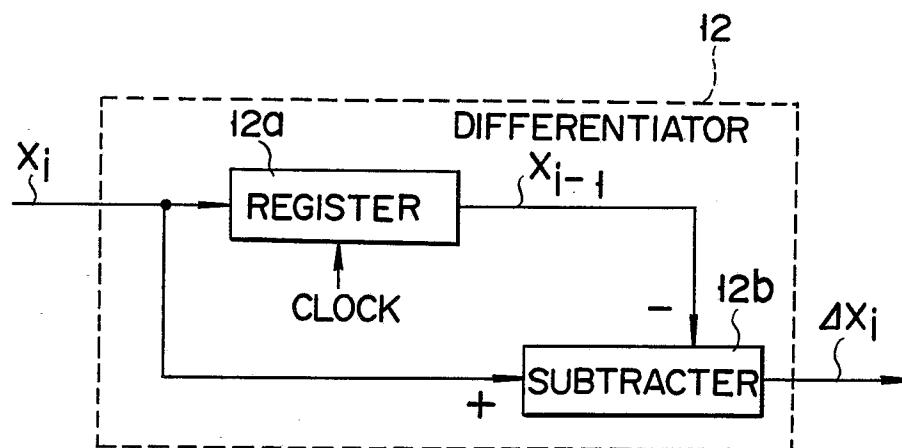 12
12a
DIFFERENTIATOR
Xi
Xi-1
REGISTER
CLOCK
12b
-
ΔXi
SUBTRACTER
+